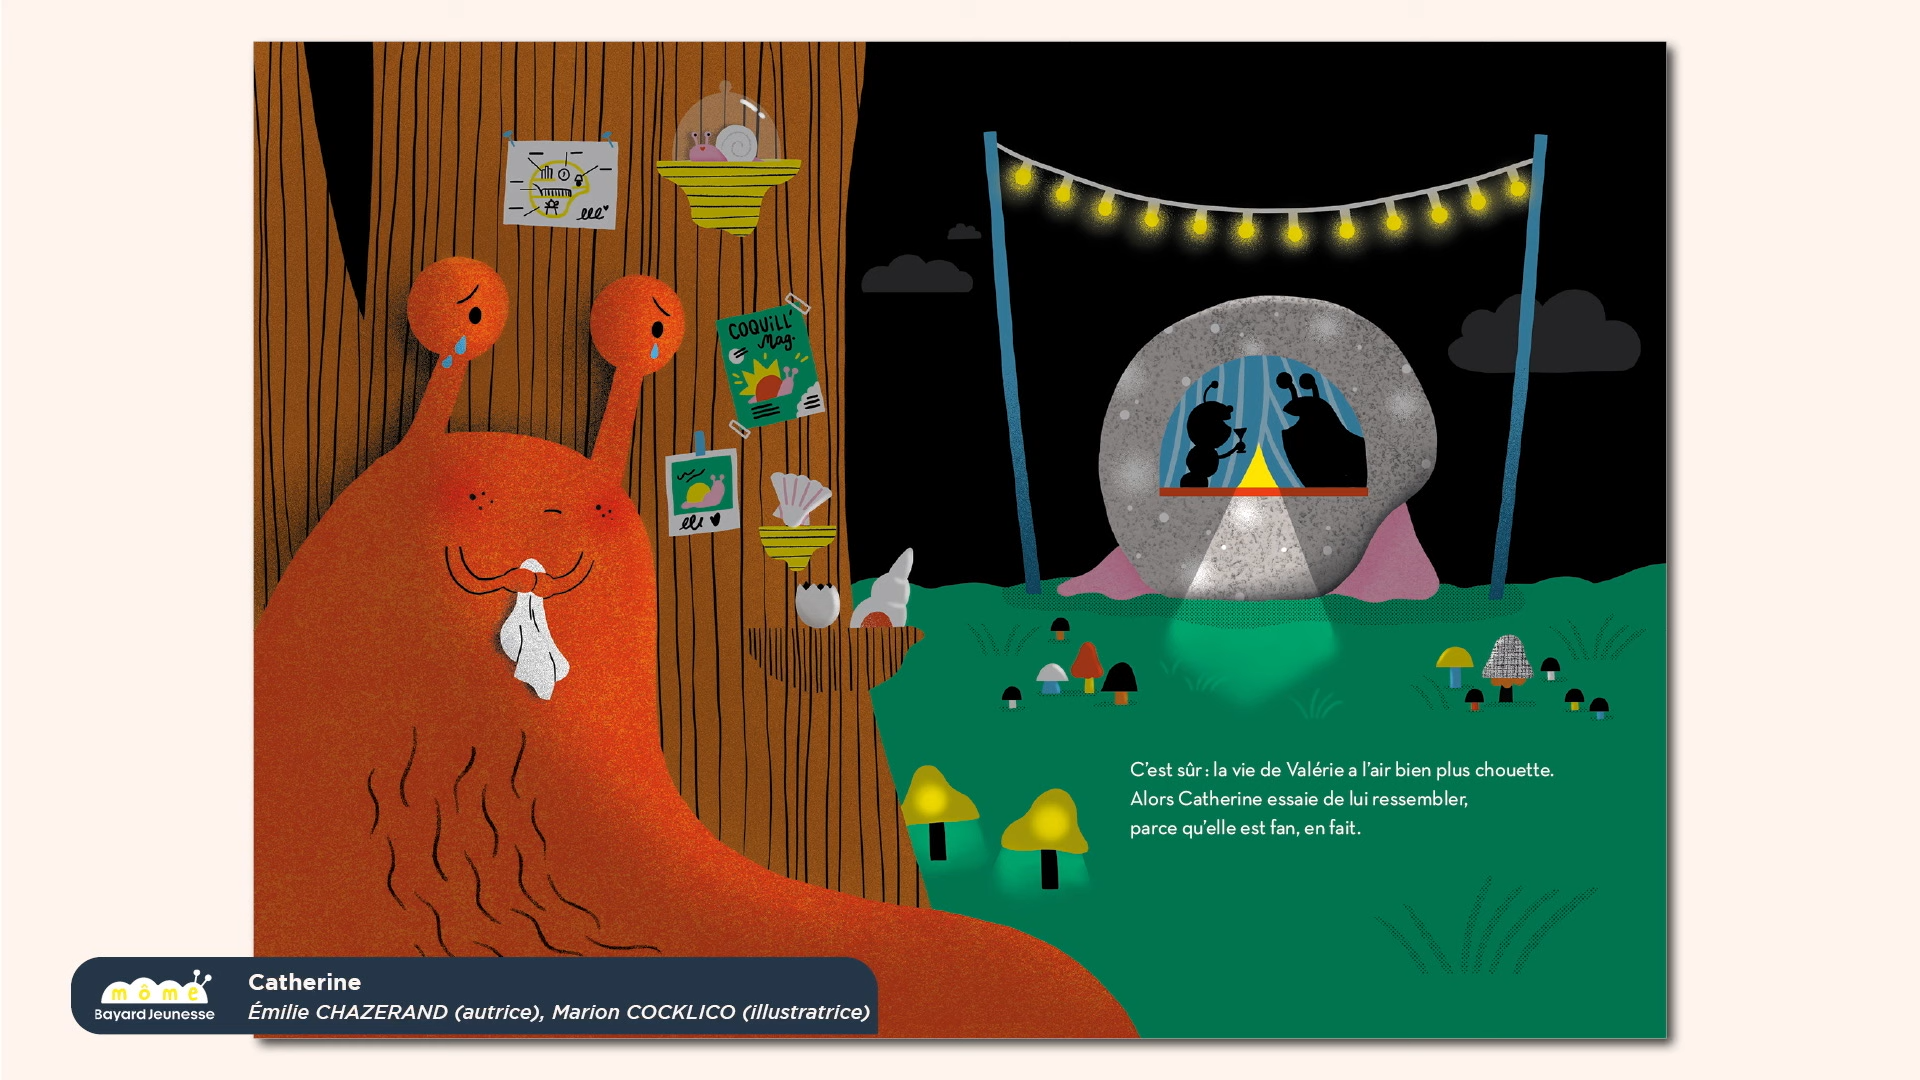 COQUiLL'
Mag.
C'est sûr : la vie de Valérie a l'air bien plus chouette.
Alors Catherine essaie de lui ressembler,
parce qu'elle est fan, en fait.
môme
Bayard Jeunesse
Catherine
Émilie CHAZERAND (autrice), Marion COCKLICO (illustratrice)